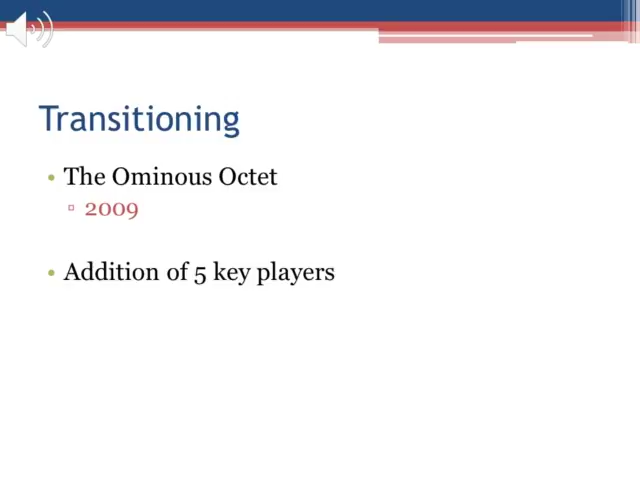 Transitioning
• The Ominous Octet
▫ 2009
• Addition of 5 key players